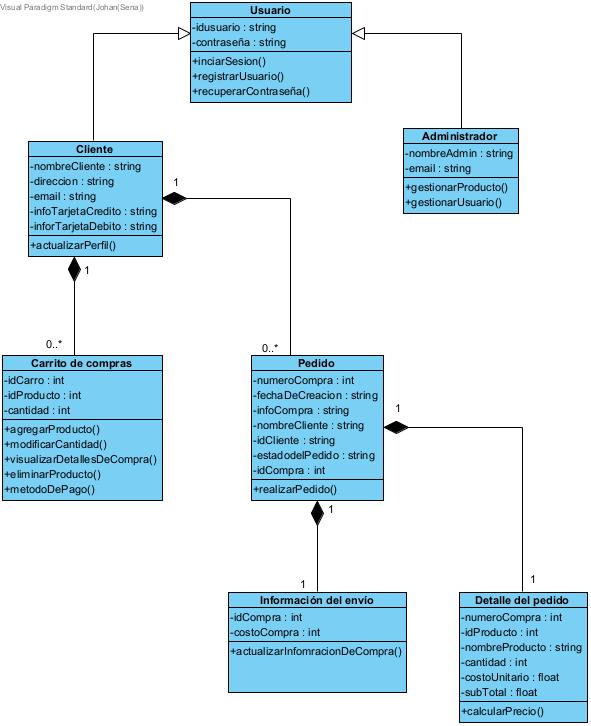 Visual Paradigm Standard(Johan(Sena))
Usuario
-idusuario : string
-contraseña : string
+inciarSesion()
+registrarUsuario()
+recuperarContraseña()
Cliente
-nombreCliente : string
-direccion : string
-email : string
-infoTarjetaCredito : string
-inforTarjetaDebito : string
+actualizarPerfil()
Administrador
-nombreAdmin : string
-email : string
+gestionarProducto()
+gestionarUsuario()
1
1
0..*
0..*
Carrito de compras
-idCarro : int
-idProducto : int
-cantidad : int
+agregarProducto()
+modificarCantidad()
+visualizarDetallesDeCompra()
+eliminarProducto()
+metodoDePago()
Pedido
-numeroCompra : int
-fechaDeCreacion : string
-infoCompra : string
-nombreCliente : string
-idCliente : string
-estadodelPedido : string
-idCompra : int
+realizarPedido()
1
1
1
1
Información del envío
-idCompra : int
-costoCompra : int
+actualizarInfomracionDeCompra()
Detalle del pedido
-numeroCompra : int
-idProducto : int
-nombreProducto : string
-cantidad : int
-costoUnitario : float
-subTotal : float
+calcularPrecio()